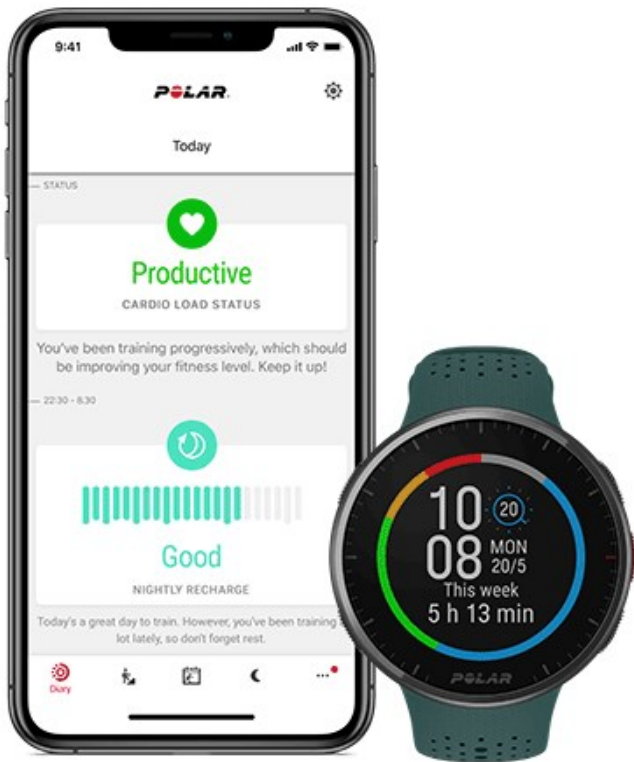 9:41
POLAR
Today
STATUS
Productive
CARDIO LOAD STATUS
You've been training progressively, which should
be improving your fitness level. Keep it up!
22:30 - 8.30
Good
NIGHTLY RECHARGE
Today's a great day to train. However, you've been training
lot lately, so don't forget rest.
Diary
10
08
20
MON
20/5
This week
5 h 13 min
POLAR